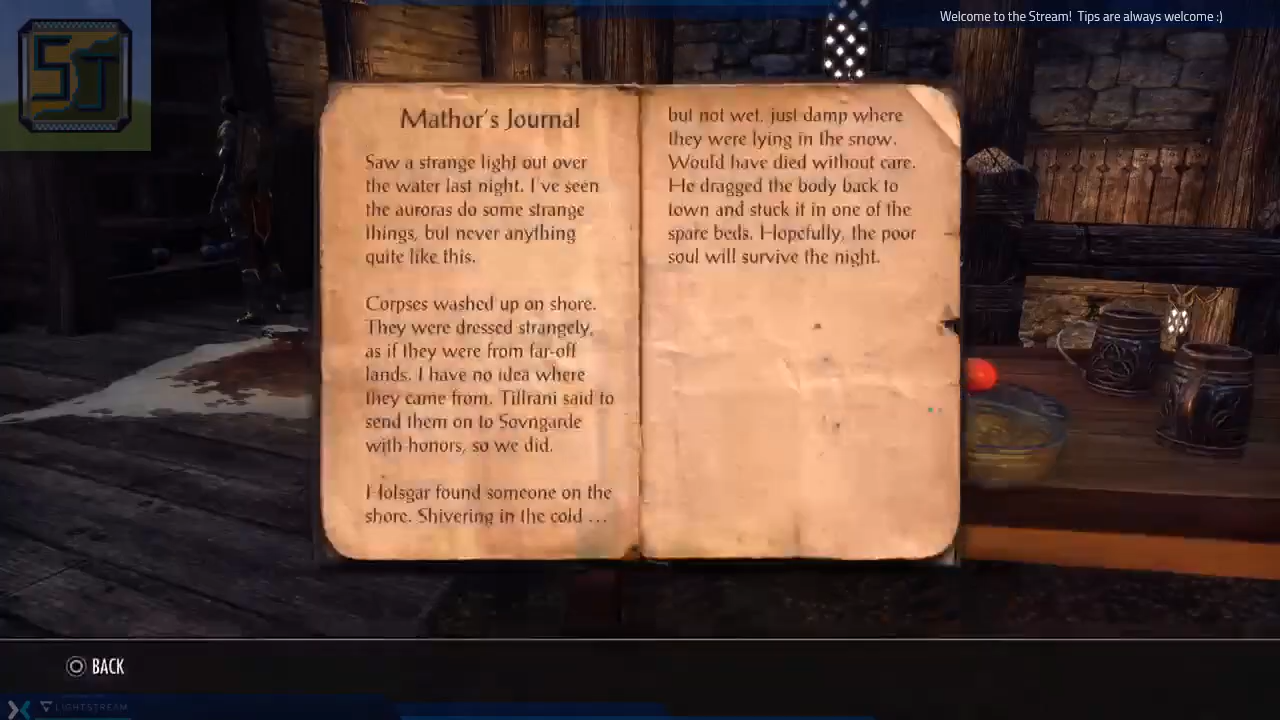 Welcome to the Stream! Tips are always welcome :)
ST
Mathor's Journal
Saw a strange light out over
the water last night. I've seen
the auroras do some strange
things, but never anything
quite like this.
Corpses washed up on shore.
They were dressed strangely,
as if they were from far-off
lands. I have no idea where
they came from. Tillrani said to
send them on to Sovngarde
with honors, so we did.
Holsgar found someone on the
shore. Shivering in the cold ...
but not wet, just damp where
they were lying in the snow.
Would have died without care.
He dragged the body back to
town and stuck it in one of the
spare beds. Hopefully, the poor
soul will survive the night.
BACK
LIGHTSTREAM